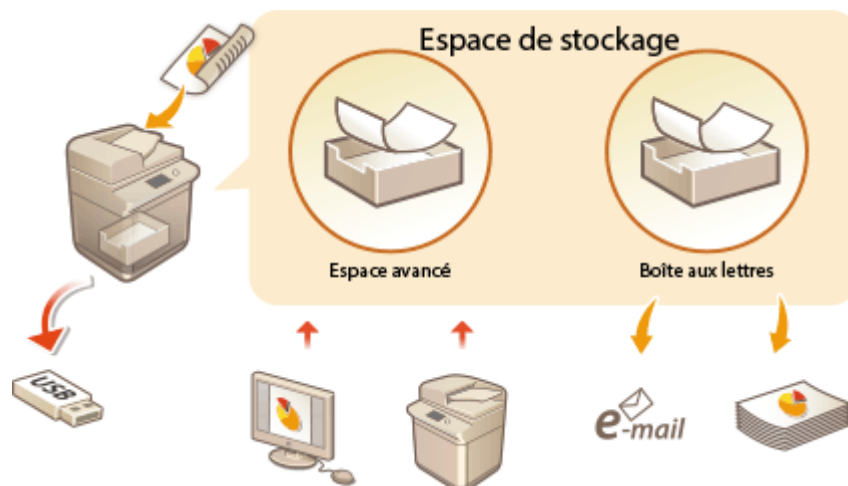 Espace de stockage
Espace avancé
Boîte aux lettres
USB
e-mail